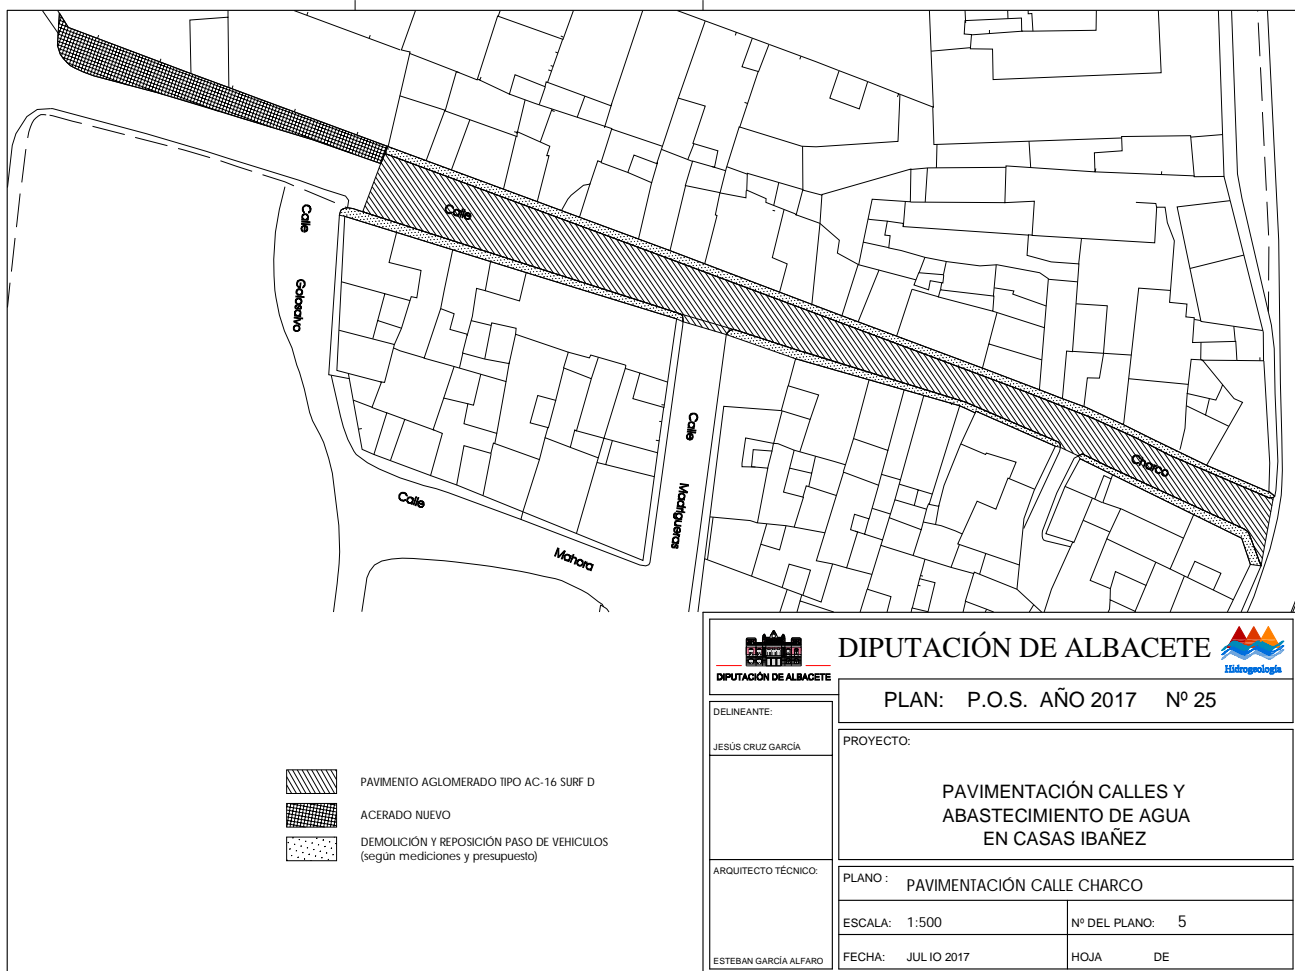 Calle
Calle
Golosalvo
Calle
Madrigueras
Charco
Calle
Mahora
DIPUTACIÓN DE ALBACETE
DIPUTACIÓN DE ALBACETE
Hidrogeología
PLAN: P.O.S. AÑO 2017 Nº 25
DELINEANTE:
JESÚS CRUZ GARCÍA
PROYECTO:
PAVIMENTACIÓN CALLES Y
ABASTECIMIENTO DE AGUA
EN CASAS IBAÑEZ
PAVIMENTO AGLOMERADO TIPO AC-16 SURF D
ACERADO NUEVO
DEMOLICIÓN Y REPOSICIÓN PASO DE VEHICULOS
(según mediciones y presupuesto)
ARQUITECTO TÉCNICO:
ESTEBAN GARCÍA ALFARO
PLANO : PAVIMENTACIÓN CALLE CHARCO
ESCALA: 1:500
Nº DEL PLANO: 5
FECHA: JULIO 2017
HOJA DE